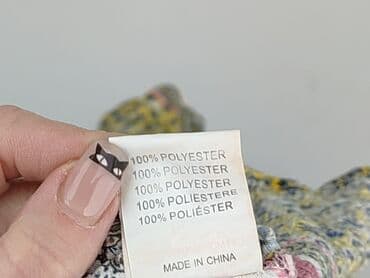 100% POLYESTER
100% POLYESTER
100% POLYESTER
100% POLIESTERE
100% POLIÉSTER
MADE IN CHINA